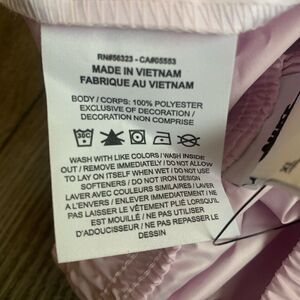 RN#56323 - CA#05553
MADE IN VIETNAM
FABRIQUE AU VIETNAM
BODY / CORPS: 100% POLYESTER
EXCLUSIVE OF DECORATION /
DECORATION NON COMPRISE
WASH WITH LIKE COLORS / WASH INSIDE
OUT / REMOVE IMMEDIATELY / DO NOT ALLOW
TO LAY ITSELF WHEN WET / DO NOT USE
SOFTENERS / DO NOT IRON DESIGN
LAVER AVEC COULEURS SIMILAIRES / LAVER
A L'ENVERS / ENLEVER IMMEDIATEMENT / NE
PAS LAISSER LE VÊTEMENT PLIÉ LORSQU'IL
EST MOUILLÉ / NE PAS UTILISER
D'ADOUCISSEUR / NE PAS REPASSER LE
DESSIN